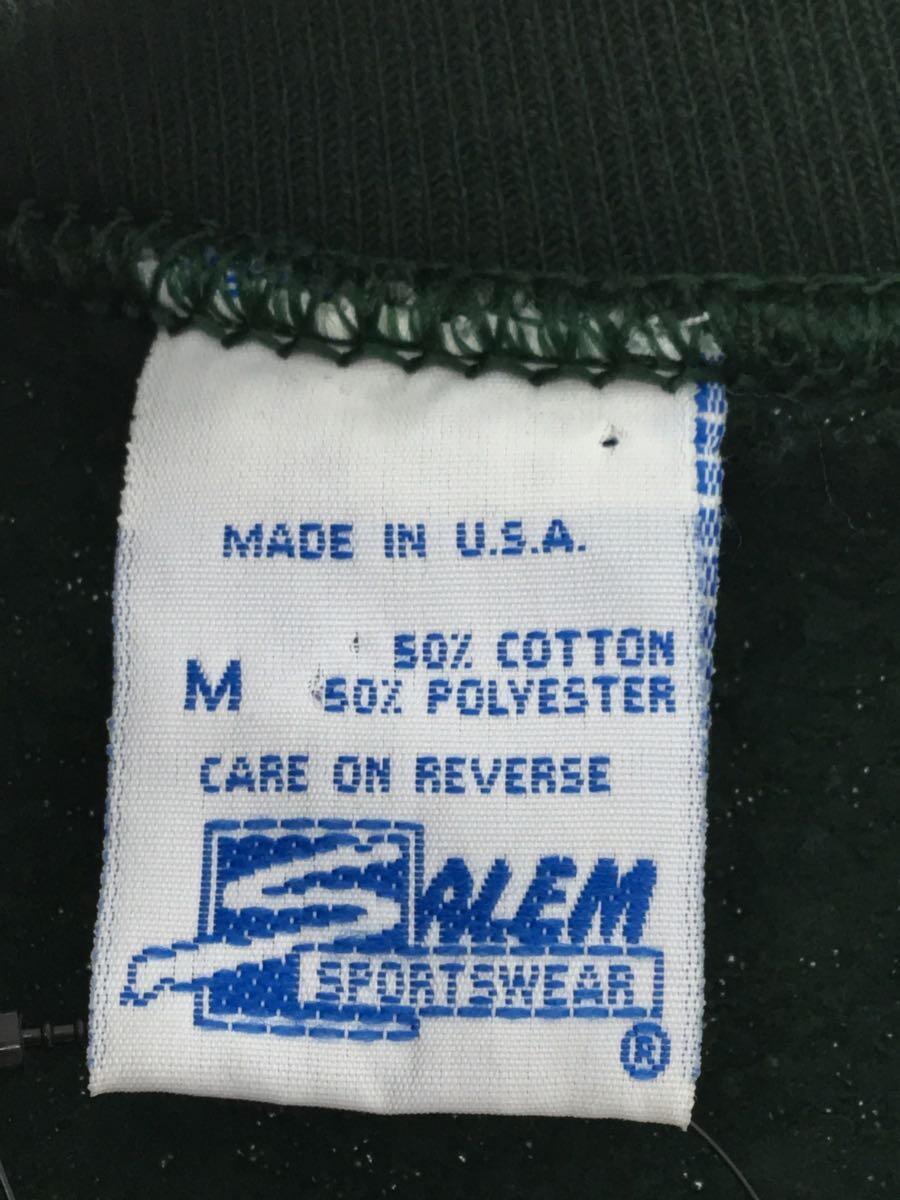 MADE IN U.S.A.
50% COTTON
M 50% POLYESTER
CARE ON REVERSE
SALEM
SPORTSWEAR
®